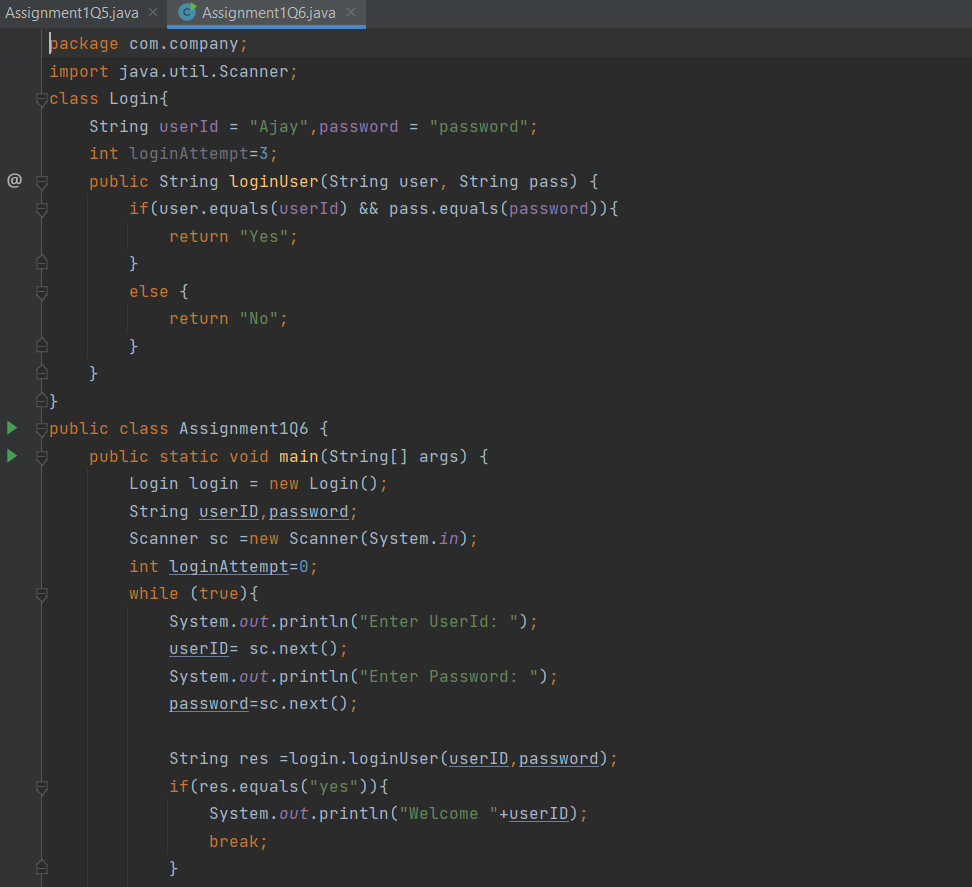 Assignment1Q5.java × Assignment1Q6.java ×
package com.company;
import java.util.Scanner;
class Login{
    String userId = "Ajay",password = "password";
    int loginAttempt=3;
@    public String loginUser(String user, String pass) {
        if(user.equals(userId) && pass.equals(password)){
            return "Yes";
        }
        else {
            return "No";
        }
    }
}
public class Assignment1Q6 {
    public static void main(String[] args) {
        Login login = new Login();
        String userID,password;
        Scanner sc =new Scanner(System.in);
        int loginAttempt=0;
        while (true){
            System.out.println("Enter UserId: ");
            userID= sc.next();
            System.out.println("Enter Password: ");
            password=sc.next();

            String res =login.loginUser(userID,password);
            if(res.equals("yes")){
                System.out.println("Welcome "+userID);
                break;
            }